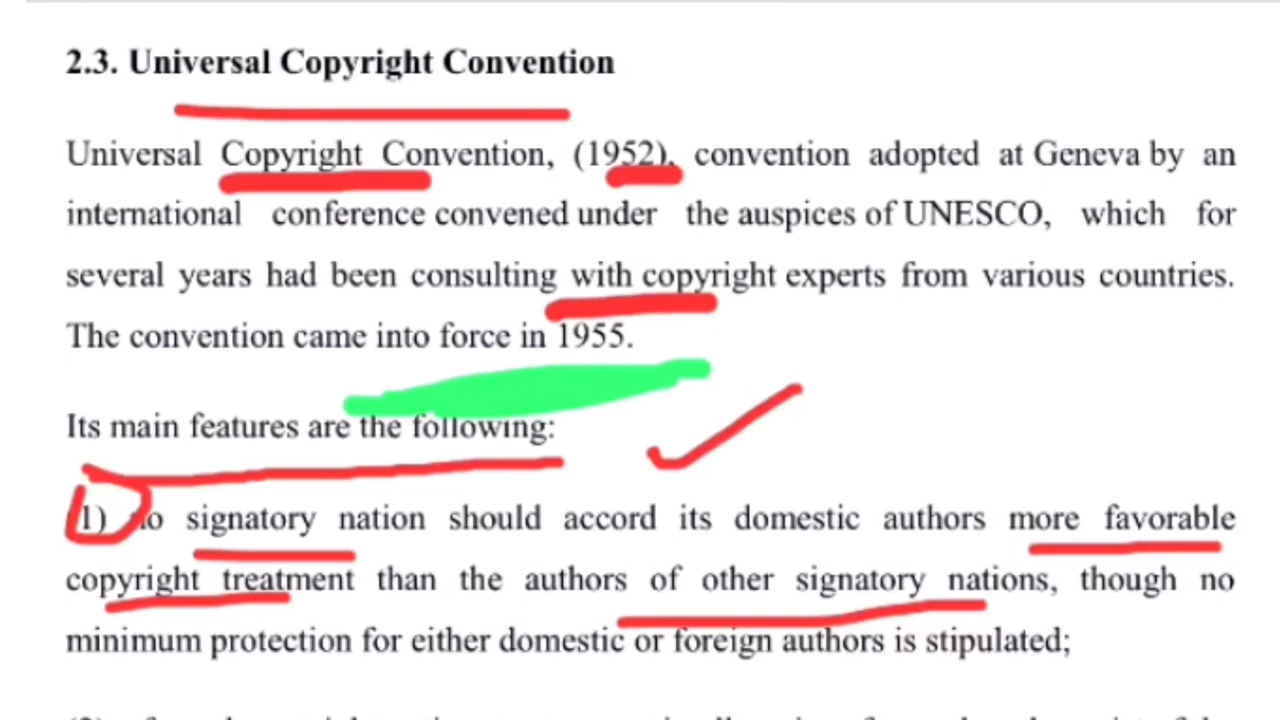 2.3. Universal Copyright Convention
Universal Copyright Convention, (1952), convention adopted at Geneva by an
international conference convened under the auspices of UNESCO, which for
several years had been consulting with copyright experts from various countries.
The convention came into force in 1955.
Its main features are the following:
1) no signatory nation should accord its domestic authors more favorable
copyright treatment than the authors of other signatory nations, though no
minimum protection for either domestic or foreign authors is stipulated;